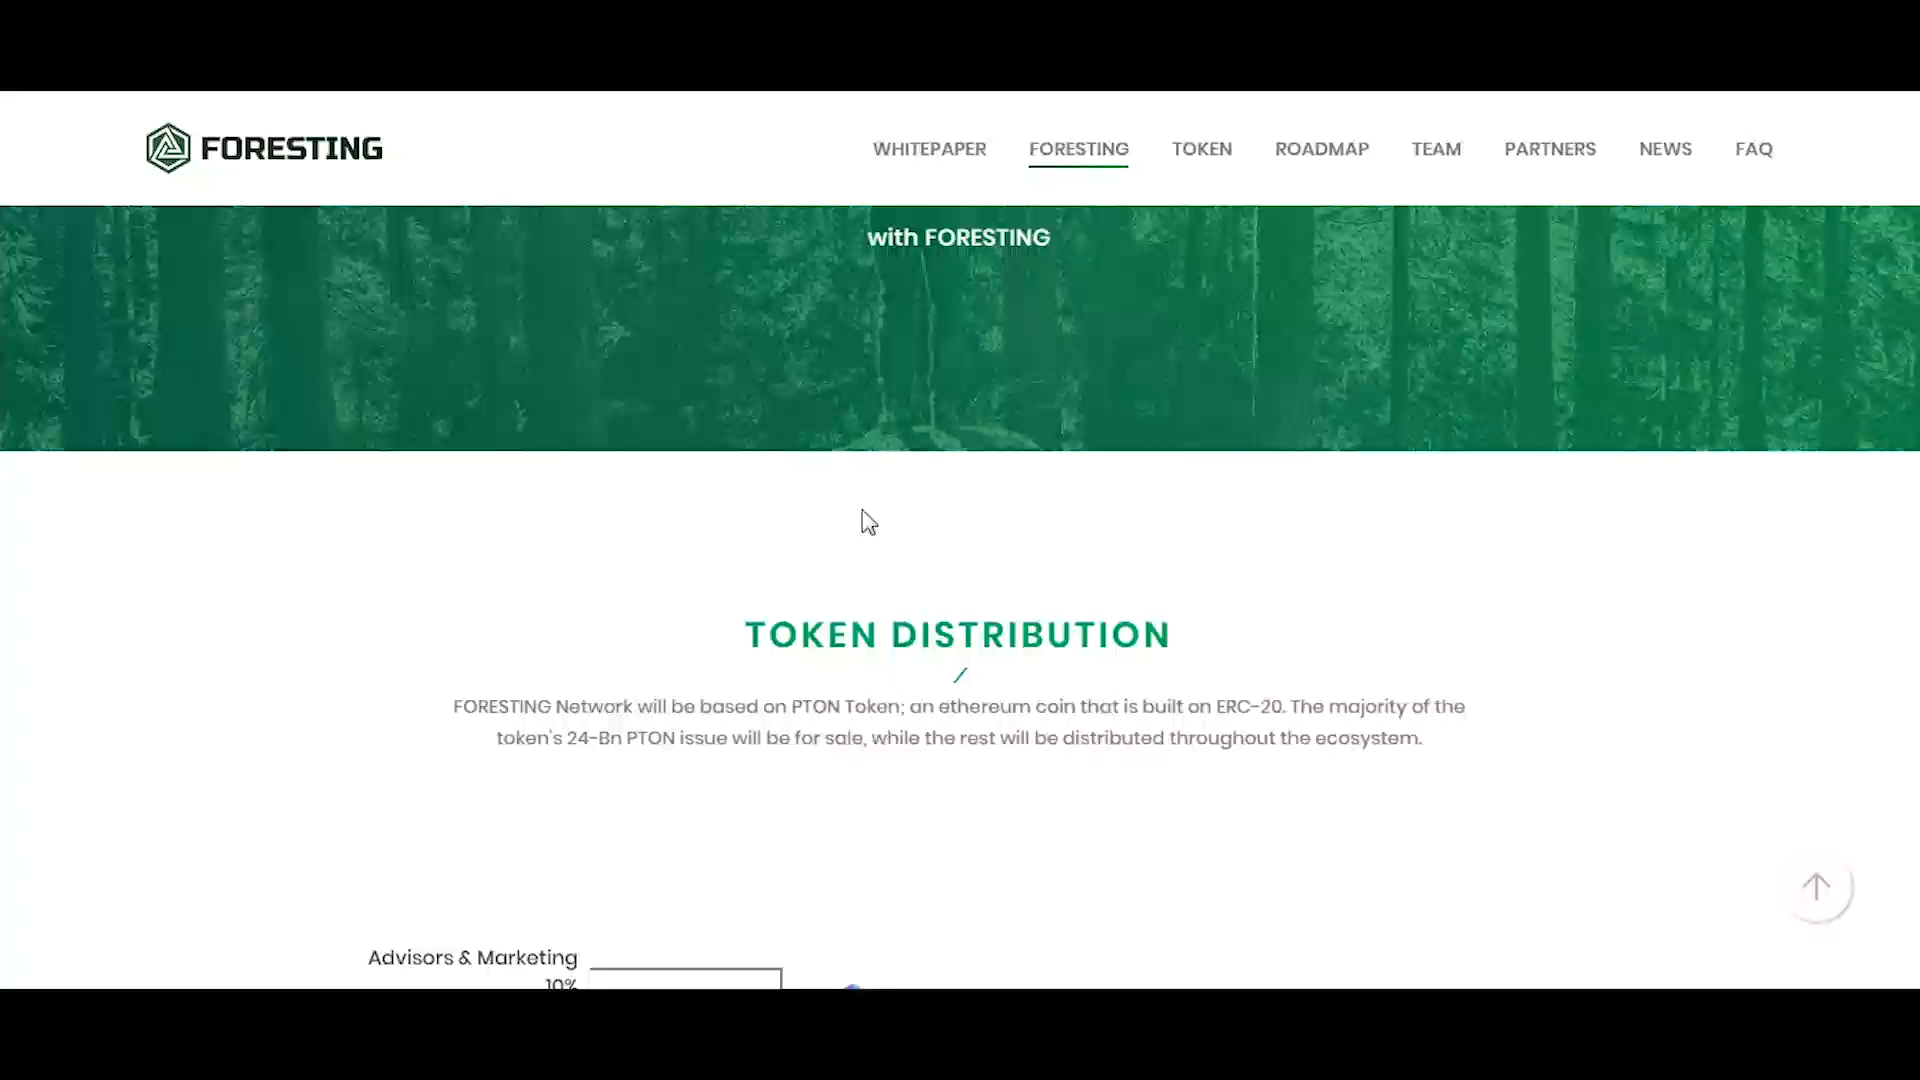 FORESTING
WHITEPAPER FORESTING TOKEN ROADMAP TEAM PARTNERS NEWS FAQ
with FORESTING
TOKEN DISTRIBUTION
FORESTING Network will be based on PTON Token; an ethereum coin that is built on ERC-20. The majority of the
token's 24-Bn PTON issue will be for sale, while the rest will be distributed throughout the ecosystem.
Advisors & Marketing
10%